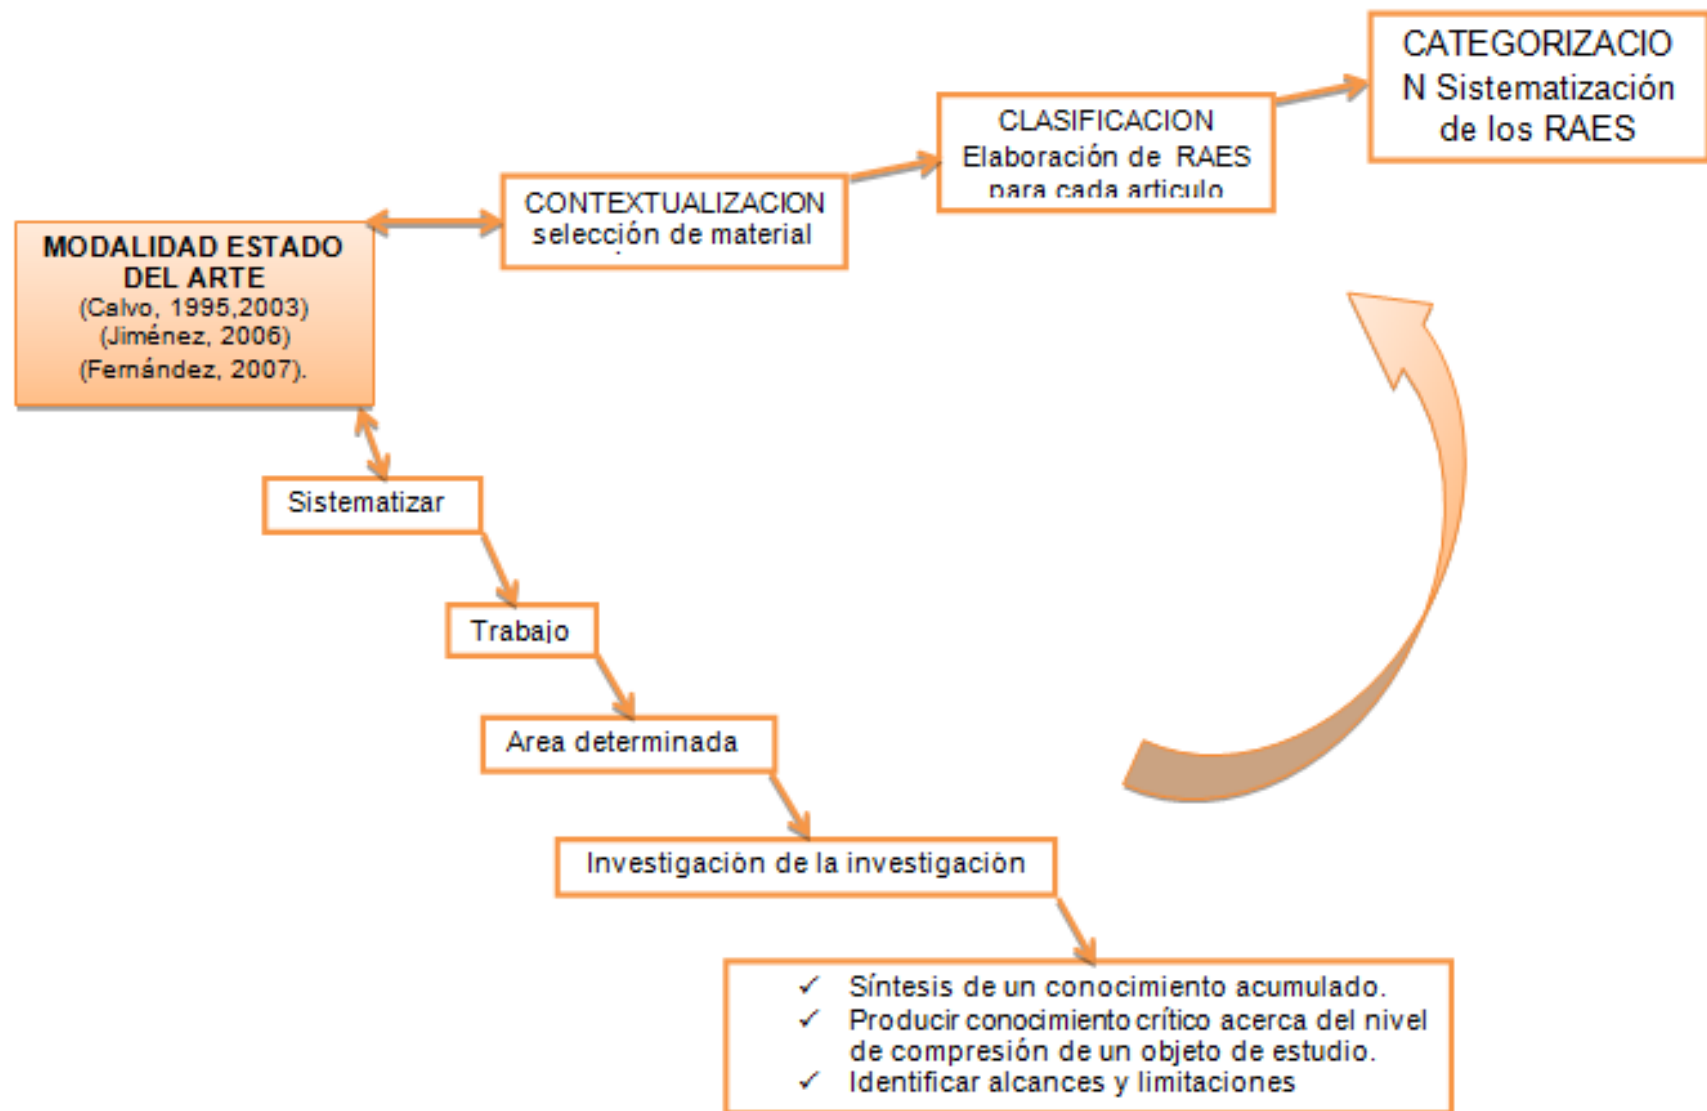 CATEGORIZACIO
N Sistematización
de los RAES
CLASIFICACION
Elaboración de RAES
para cada articulo
CONTEXTUALIZACION
selección de material
MODALIDAD ESTADO
DEL ARTE
(Calvo, 1995,2003)
(Jiménez, 2006)
(Fernández, 2007).
Sistematizar
Trabajo
Area determinada
Investigación de la investigación
✓ Síntesis de un conocimiento acumulado.
✓ Producir conocimiento crítico acerca del nivel
de compresión de un objeto de estudio.
✓ Identificar alcances y limitaciones